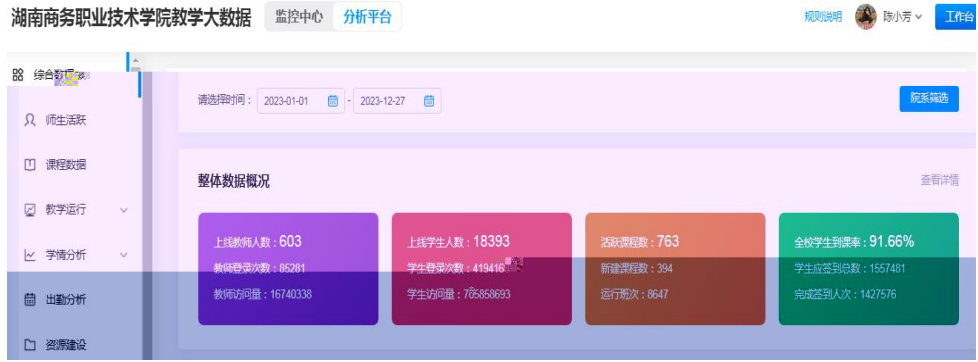 湖南商务职业技术学院教学大数据 监控中心 分析平台 规则说明 陈小芳 工作台
综合数据
请选择时间： 2023-01-01 - 2023-12-27 院系筛选
师生活跃
课程数据
整体数据概况 查看详情
教学运行
上线教师人数：603 上线学生人数：18393 活跃课程数：763 全校学生到课率：91.66%
学情分析
教师登录次数：85281 学生登录次数：419416 新建课程数：394 学生应签到总数：1557481
教师访问量：16740338 学生访问量：705858693 运行班次：8647 完成签到人次：1427576
出勤分析
资源建设